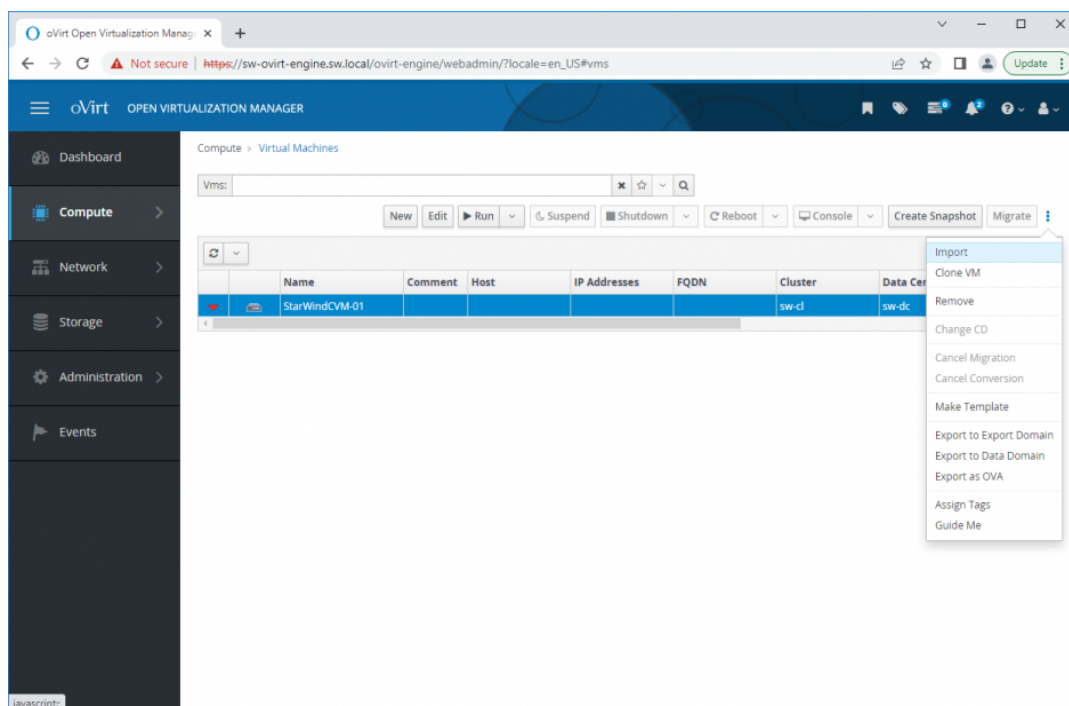 oVirt Open Virtualization Manag
Not secure https://sw-ovirt-engine.sw.local/ovirt-engine/webadmin/?locale=en_US#vms Update
oVirt OPEN VIRTUALIZATION MANAGER 0 2
Dashboard
Compute
Network
Storage
Administration
Events
Compute > Virtual Machines
Vms:
New Edit Run Suspend Shutdown Reboot Console Create Snapshot Migrate
Name Comment Host IP Addresses FQDN Cluster Data Cen
StarWindCVM-01 sw-cl sw-dc
Import
Clone VM
Remove
Change CD
Cancel Migration
Cancel Conversion
Make Template
Export to Export Domain
Export to Data Domain
Export as OVA
Assign Tags
Guide Me
javascript: